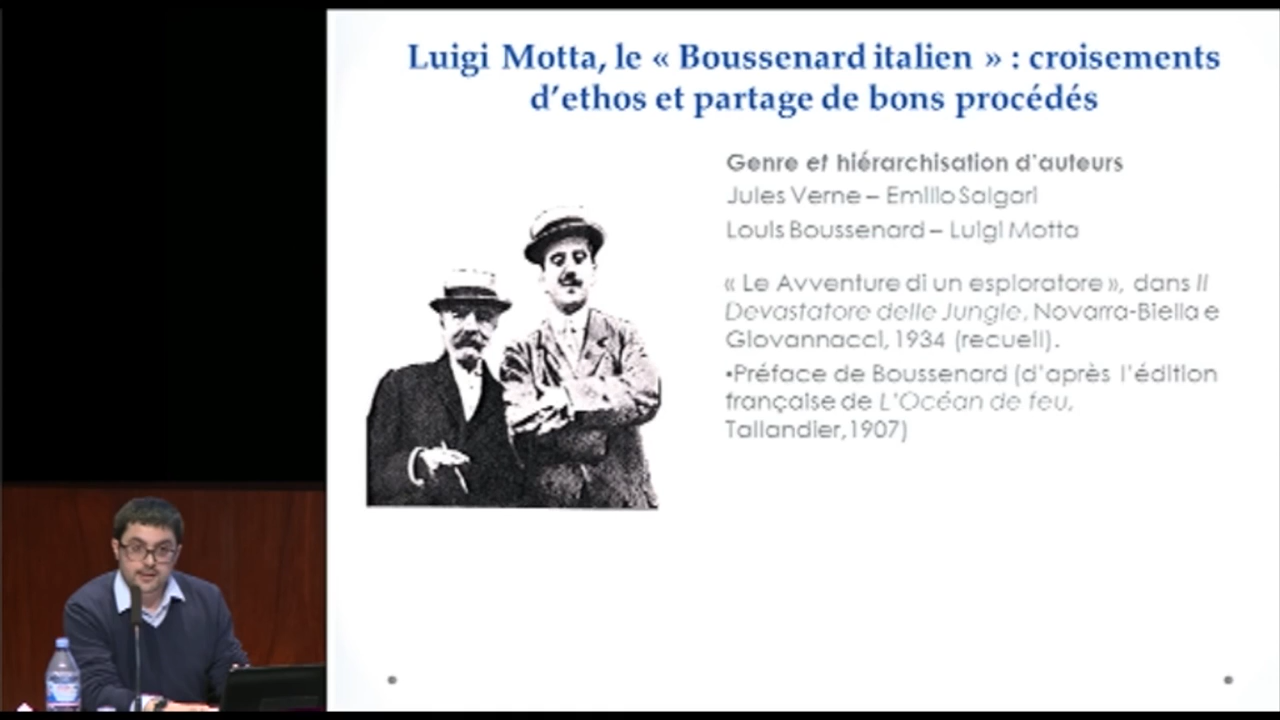 Luigi Motta, le « Boussenard italien » : croisements
d'ethos et partage de bons procédés
Genre et hiérarchisation d'auteurs
Jules Verne – Emilio Salgari
Louis Boussenard – Luigi Motta
« Le Avventure di un esploratore », dans Il
Devastatore delle Jungle, Novarra-Biella e
Giovannacci, 1934 (recueil).
•Préface de Boussenard (d'après l'édition
française de L'Océan de feu,
Tallandier, 1907)